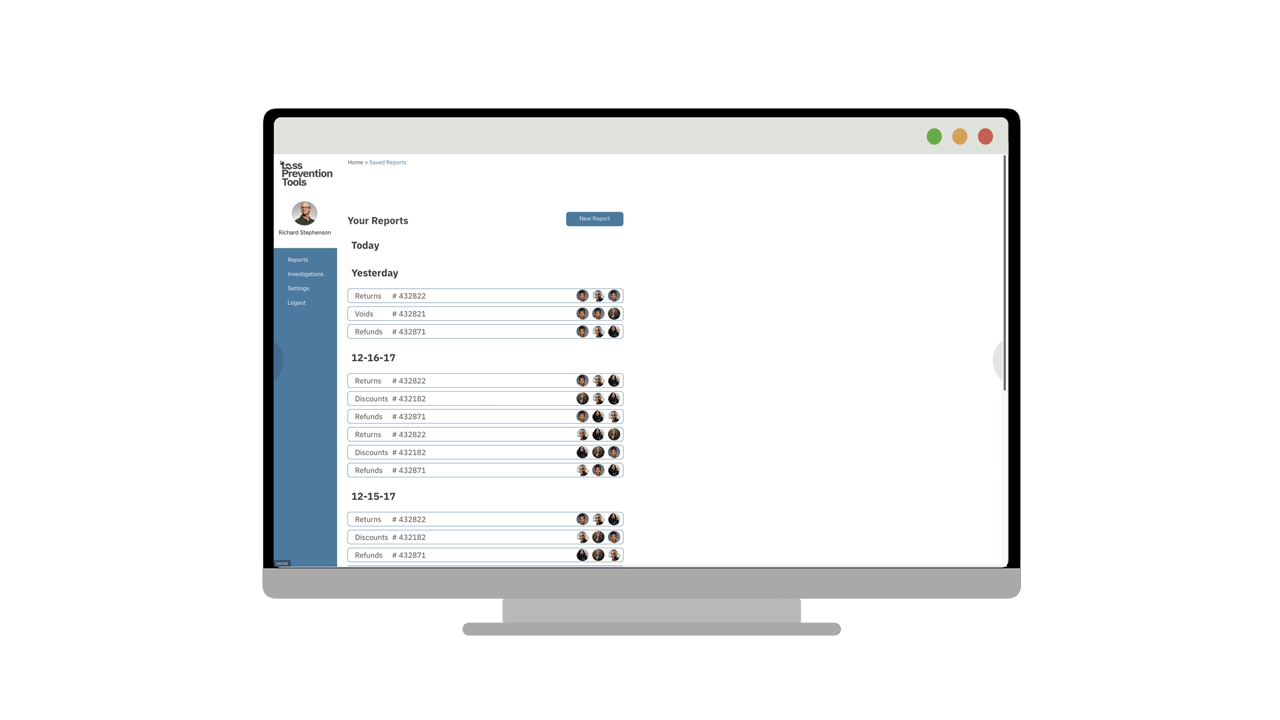 Loss
Prevention
Tools
Richard Stephenson
Reports
Investigations
Settings
Logout
Home > Saved Reports
Your Reports
New Report
Today
Yesterday
Returns # 432822
Voids # 432821
Refunds # 432871
12-16-17
Returns # 432822
Discounts # 432182
Refunds # 432871
Returns # 432822
Discounts # 432182
Refunds # 432871
12-15-17
Returns # 432822
Discounts # 432182
Refunds # 432871